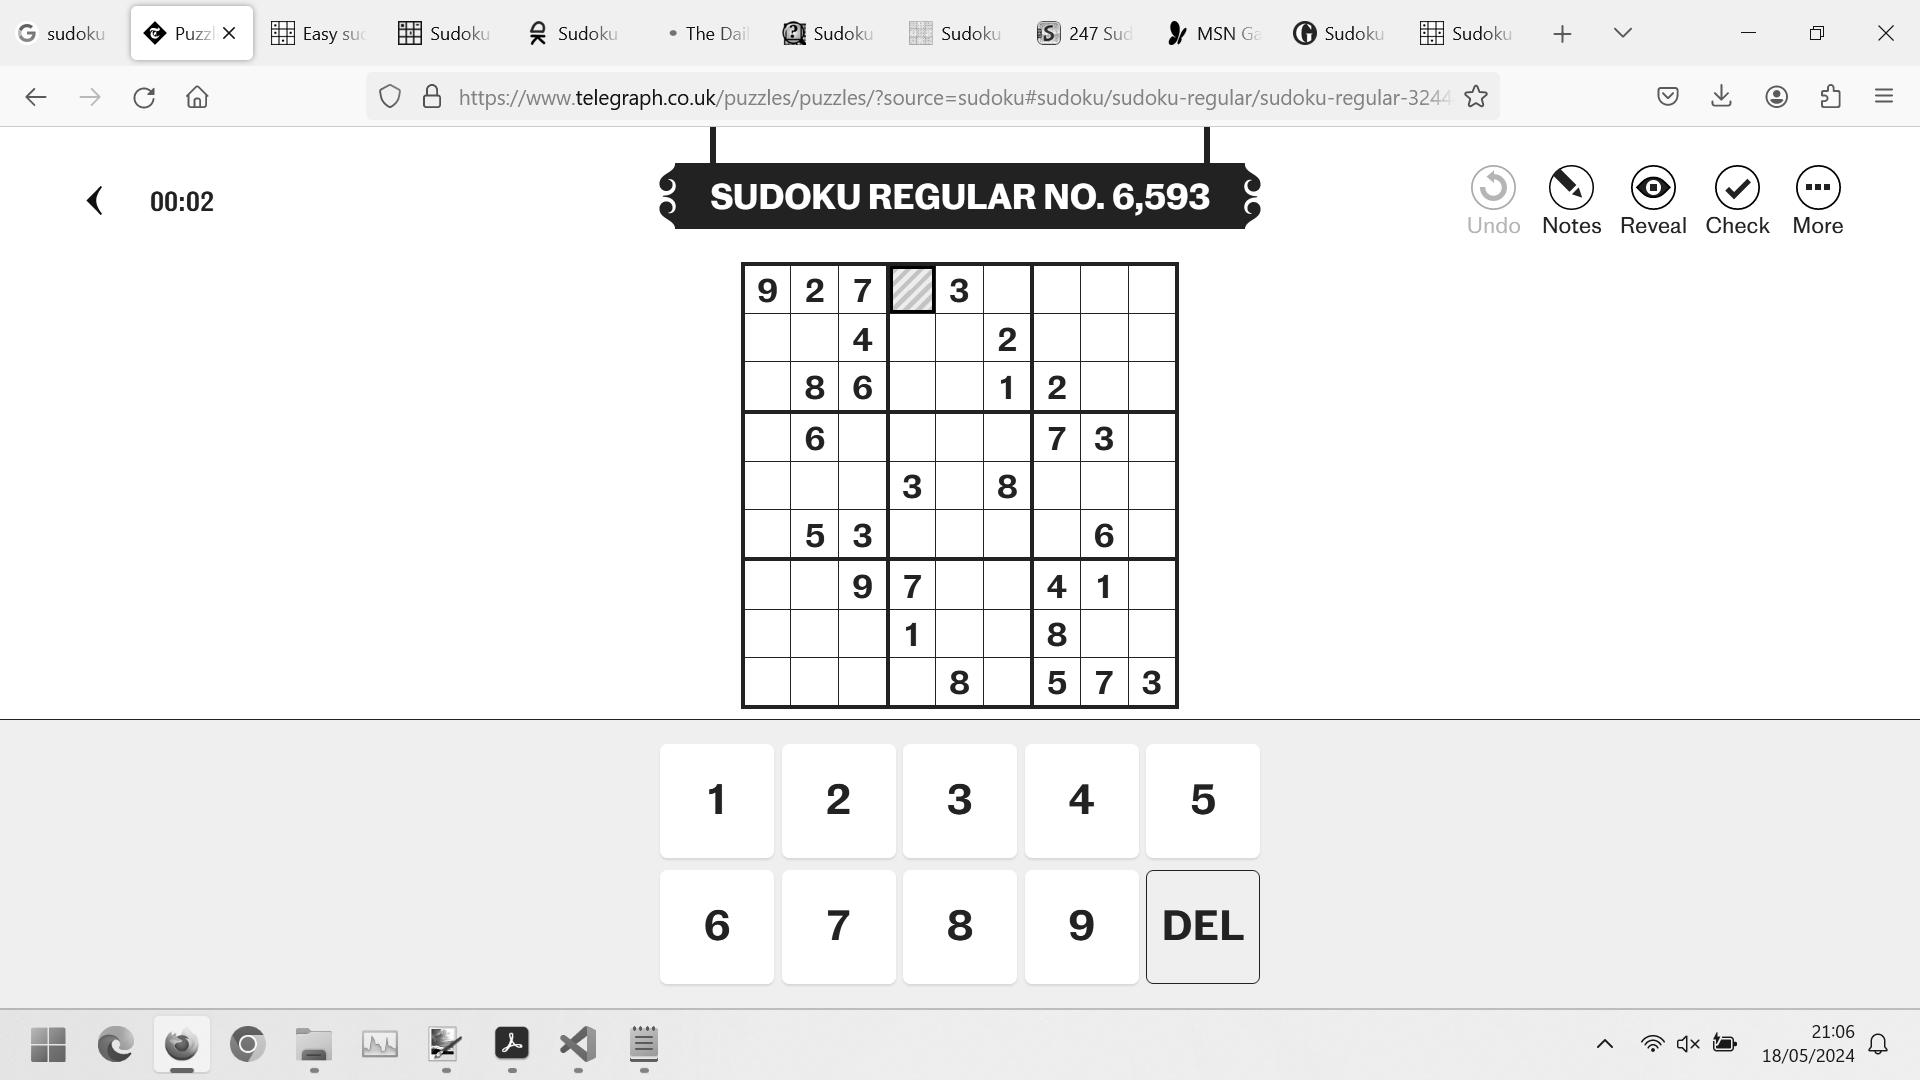 sudoku
Puzzl
Easy sud
Sudoku
Sudoku
The Dail
Sudoku
Sudoku
247 Sud
MSN Ga
Sudoku
Sudoku
https://www.telegraph.co.uk/puzzles/puzzles/?source=sudoku#sudoku/sudoku-regular/sudoku-regular-3244
00:02
SUDOKU REGULAR NO. 6,593
Undo
Notes
Reveal
Check
More
9 2 7 3
4 2
8 6 1 2
6 7 3
3 8
5 3 6
9 7 4 1
1 8
8 5 7 3
1 2 3 4 5
6 7 8 9 DEL
21:06
18/05/2024